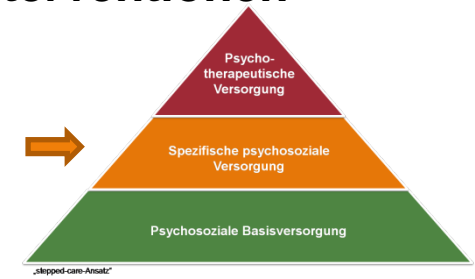 Psycho-
therapeutische
Versorgung
Spezifische psychosoziale
Versorgung
Psychosoziale Basisversorgung
„stepped-care-Ansatz"